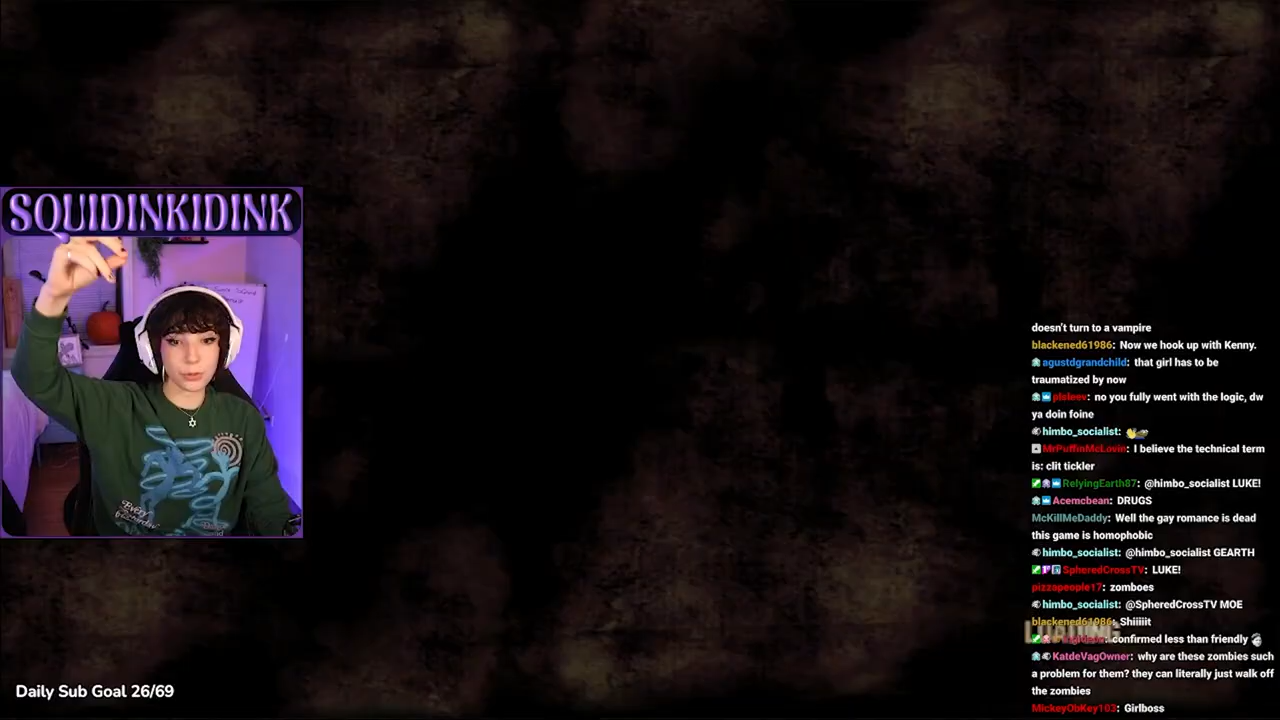 SQUIDINKIDINK
doesn't turn to a vampire
blackened61986: Now we hook up with Kenny.
agustdgrandchild: that girl has to be
traumatized by now
no you fully went with the logic, dw
ya doin foine
himbo_socialist:
MrPuffinMcLovin: I believe the technical term
is: clit tickler
RelyingEarth87: @himbo_socialist LUKE!
Acemcbean: DRUGS
McKillMeDaddy: Well the gay romance is dead
this game is homophobic
himbo_socialist: @himbo_socialist GEARTH
SpheredCrossTV: LUKE!
pizzapeople17: zomboes
himbo_socialist: @SpheredCrossTV MOE
blackened61986: Shiiiiit
confirmed less than friendly
KatdeVagOwner: why are these zombies such
a problem for them? they can literally just walk off
the zombies
MickeyObKey103: Girlboss
Daily Sub Goal 26/69